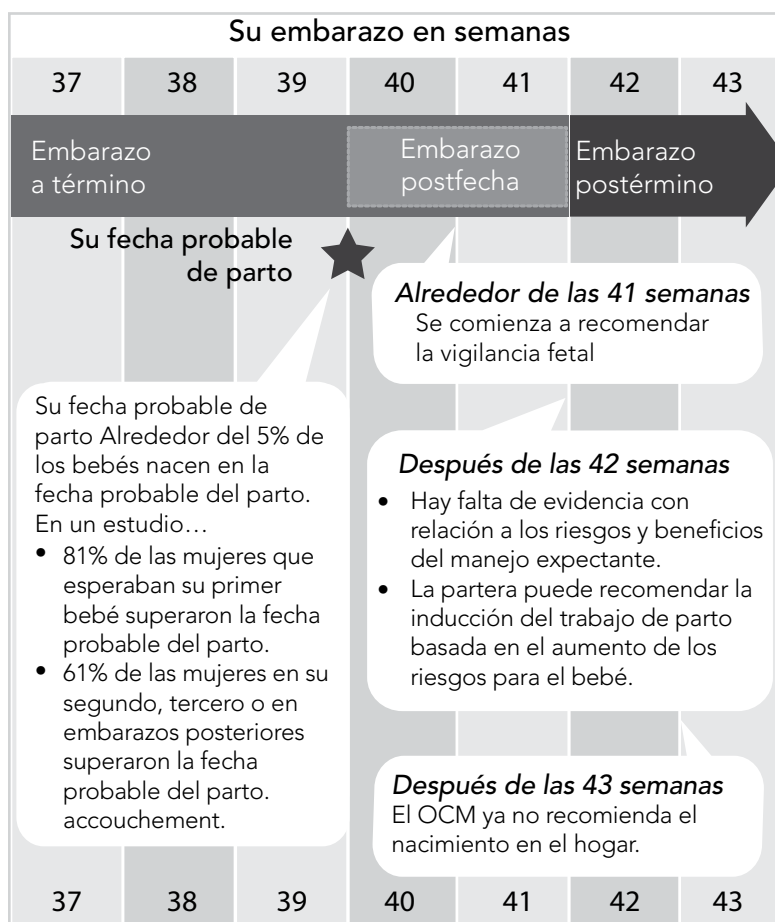 Su embarazo en semanas
37 38 39 40 41 42 43
Embarazo
a término
Embarazo
postfecha
Embarazo
postérmino
Su fecha probable
de parto
Alrededor de las 41 semanas
Se comienza a recomendar
la vigilancia fetal
Su fecha probable de
parto Alrededor del 5% de
los bebés nacen en la
fecha probable del parto.
En un estudio…
• 81% de las mujeres que
esperaban su primer
bebé superaron la fecha
probable del parto.
• 61% de las mujeres en su
segundo, tercero o en
embarazos posteriores
superaron la fecha
probable del parto.
accouchement.
Después de las 42 semanas
• Hay falta de evidencia con
relación a los riesgos y beneficios
del manejo expectante.
• La partera puede recomendar la
inducción del trabajo de parto
basada en el aumento de los
riesgos para el bebé.
Después de las 43 semanas
El OCM ya no recomienda el
nacimiento en el hogar.
37 38 39 40 41 42 43